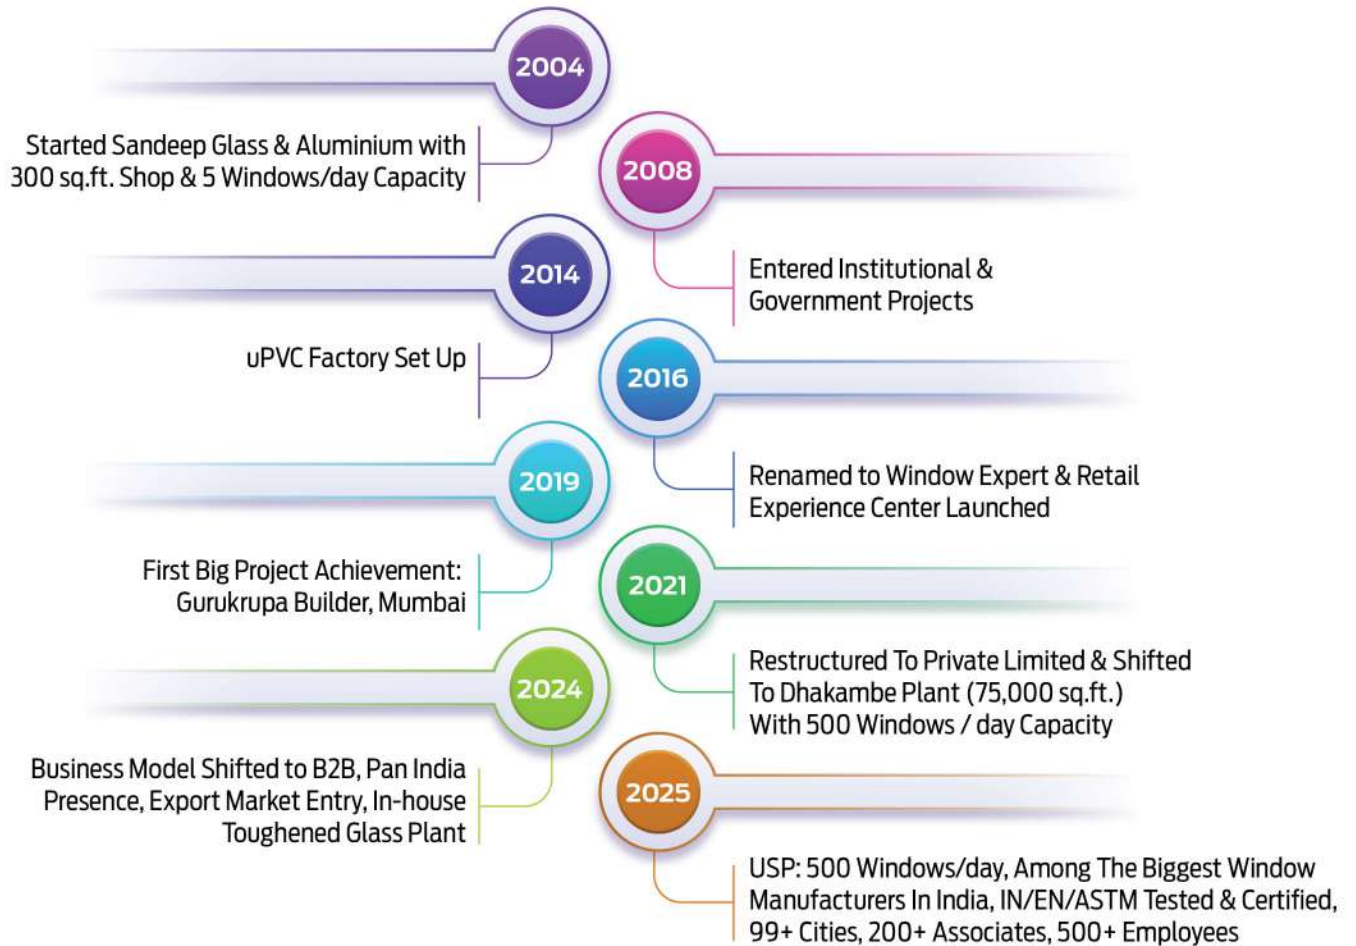 2004
Started Sandeep Glass & Aluminium with
300 sq.ft. Shop & 5 Windows/day Capacity
2008
Entered Institutional &
Government Projects
2014
uPVC Factory Set Up
2016
Renamed to Window Expert & Retail
Experience Center Launched
2019
First Big Project Achievement:
Gurukrupa Builder, Mumbai
2021
Restructured To Private Limited & Shifted
To Dhakambe Plant (75,000 sq.ft.)
With 500 Windows / day Capacity
2024
Business Model Shifted to B2B, Pan India
Presence, Export Market Entry, In-house
Toughened Glass Plant
2025
USP: 500 Windows/day, Among The Biggest Window
Manufacturers In India, IN/EN/ASTM Tested & Certified,
99+ Cities, 200+ Associates, 500+ Employees